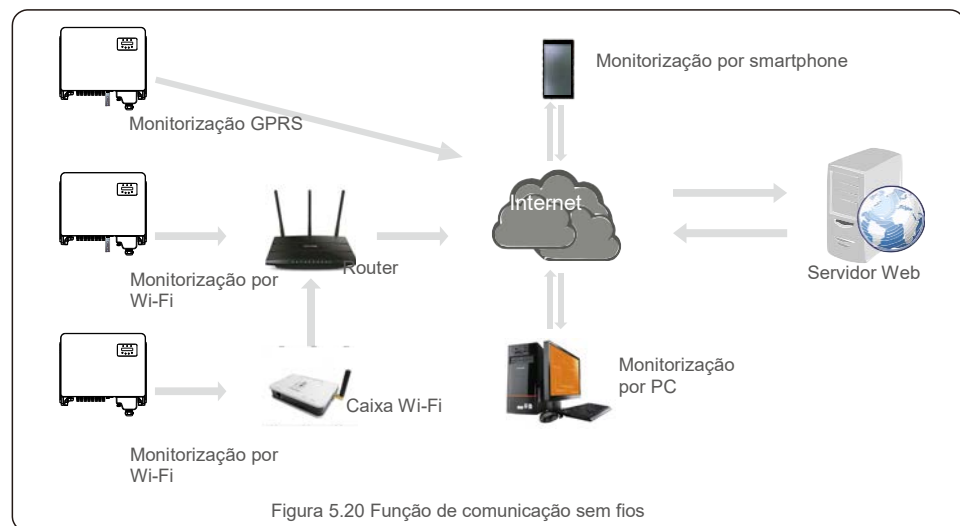 Monitorização por smartphone
Monitorização GPRS
Internet
Router
Servidor Web
Monitorização por
Wi-Fi
Monitorização
por PC
Caixa Wi-Fi
Monitorização por
Wi-Fi
Figura 5.20 Função de comunicação sem fios